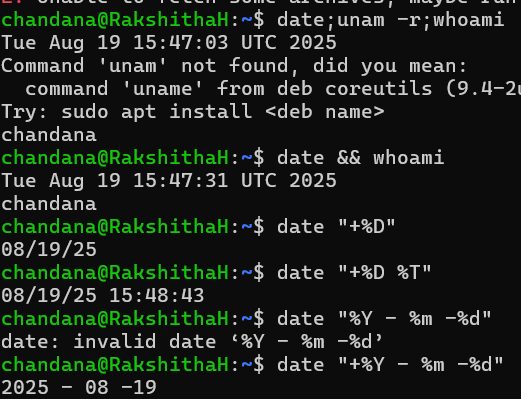 chandana@RakshithaH:~$ date;unam -r;whoami
Tue Aug 19 15:47:03 UTC 2025
Command 'unam' not found, did you mean:
  command 'uname' from deb coreutils (9.4-2u
Try: sudo apt install <deb name>
chandana
chandana@RakshithaH:~$ date && whoami
Tue Aug 19 15:47:31 UTC 2025
chandana
chandana@RakshithaH:~$ date "+%D"
08/19/25
chandana@RakshithaH:~$ date "+%D %T"
08/19/25 15:48:43
chandana@RakshithaH:~$ date "%Y - %m -%d"
date: invalid date ‘%Y - %m -%d’
chandana@RakshithaH:~$ date "+%Y - %m -%d"
2025 - 08 -19